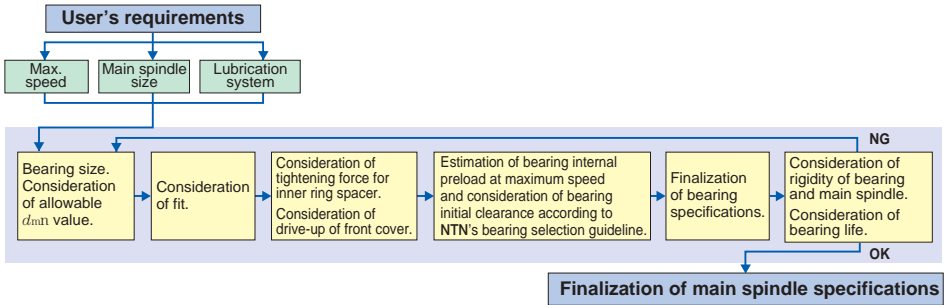 User's requirements
Max.
speed
Main spindle
size
Lubrication
system
NG
Bearing size.
Consideration
of allowable
dmn value.
Consideration
of fit.
Consideration of
tightening force for
inner ring spacer.
Consideration of
drive-up of front cover.
Estimation of bearing internal
preload at maximum speed
and consideration of bearing
initial clearance according to
NTN's bearing selection guideline.
Finalization
of bearing
specifications.
Consideration of
rigidity of bearing
and main spindle.
Consideration of
bearing life.
OK
Finalization of main spindle specifications